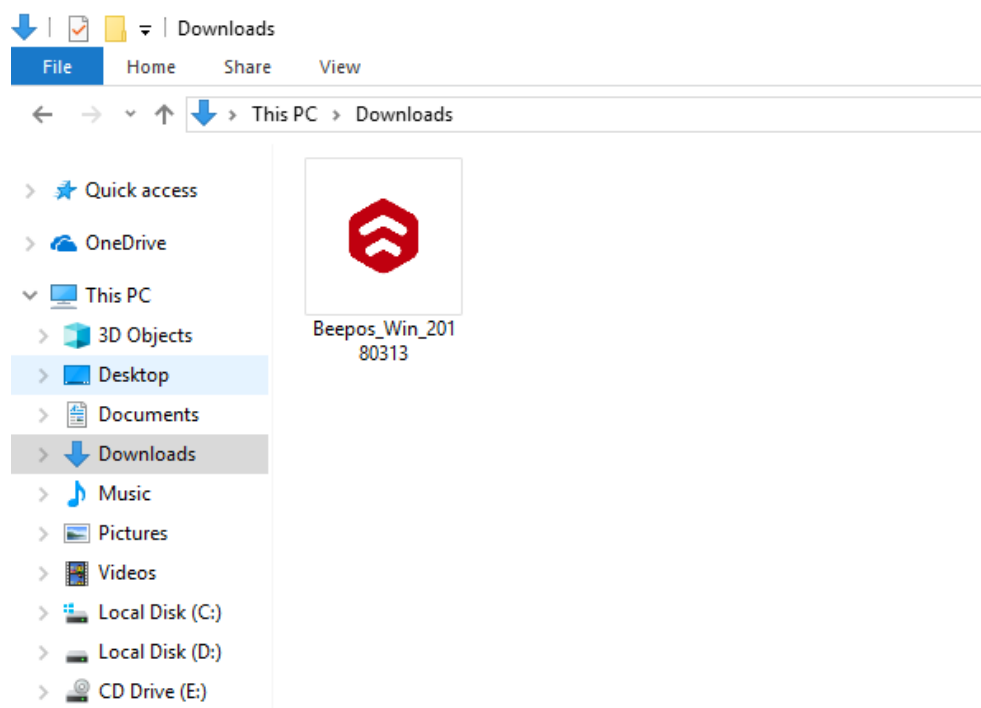 Downloads
File Home Share View
This PC Downloads
Quick access
OneDrive
This PC
3D Objects
Desktop
Documents
Downloads
Music
Pictures
Videos
Local Disk (C:)
Local Disk (D:)
CD Drive (E:)
Beepos_Win_201
80313